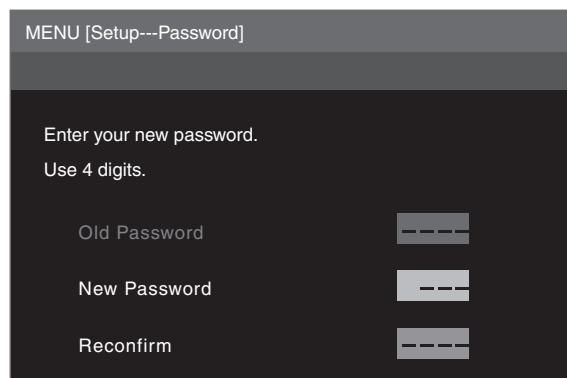 MENU [Setup---Password]
Enter your new password.
Use 4 digits.
Old Password ----
New Password ---
Reconfirm ----